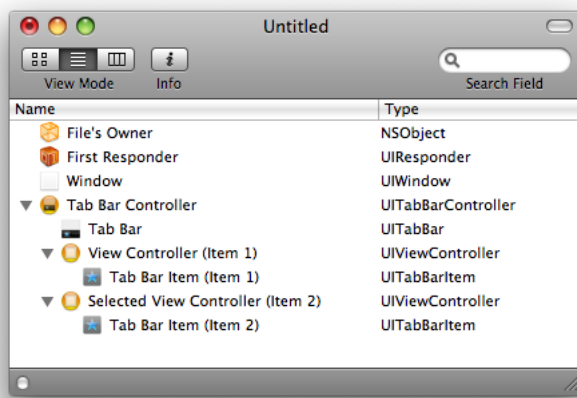 Untitled
View Mode Info Search Field
Name Type
File's Owner NSObject
First Responder UIResponder
Window UIWindow
Tab Bar Controller UITabBarController
Tab Bar UITabBar
View Controller (Item 1) UIViewController
Tab Bar Item (Item 1) UITabBarItem
Selected View Controller (Item 2) UIViewController
Tab Bar Item (Item 2) UITabBarItem